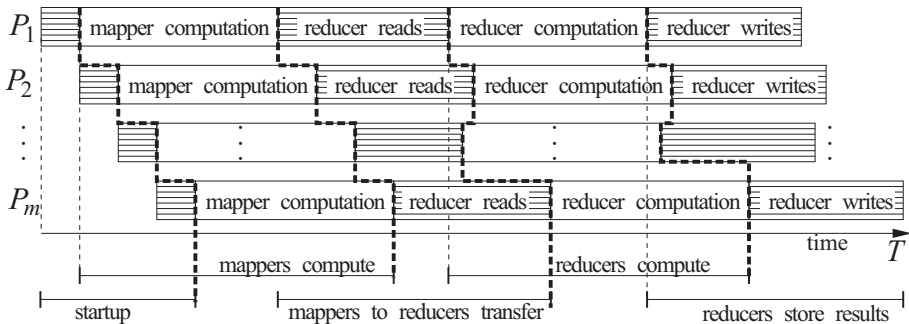 P1 mapper computation reducer reads reducer computation reducer writes
P2 mapper computation reducer reads reducer computation reducer writes
⋮ ⋮ ⋮ ⋮
Pm mapper computation reducer reads reducer computation reducer writes
time T
mappers compute reducers compute
startup mappers to reducers transfer reducers store results